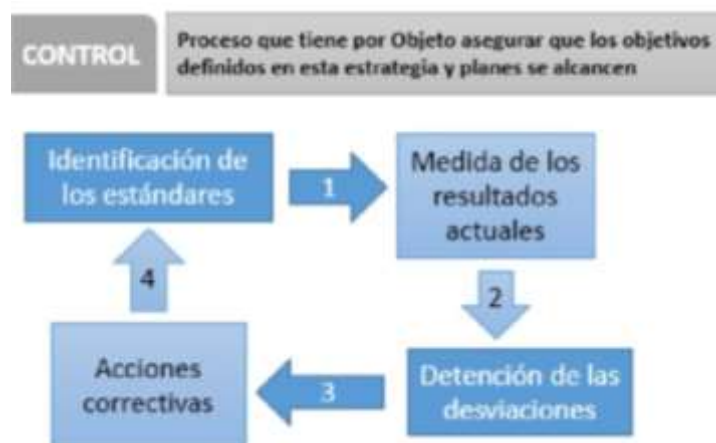 CONTROL
Proceso que tiene por Objeto asegurar que los objetivos
definidos en esta estrategia y planes se alcancen
Identificación de
los estándares
1
Medida de los
resultados
actuales
2
Detención de las
desviaciones
3
Acciones
correctivas
4